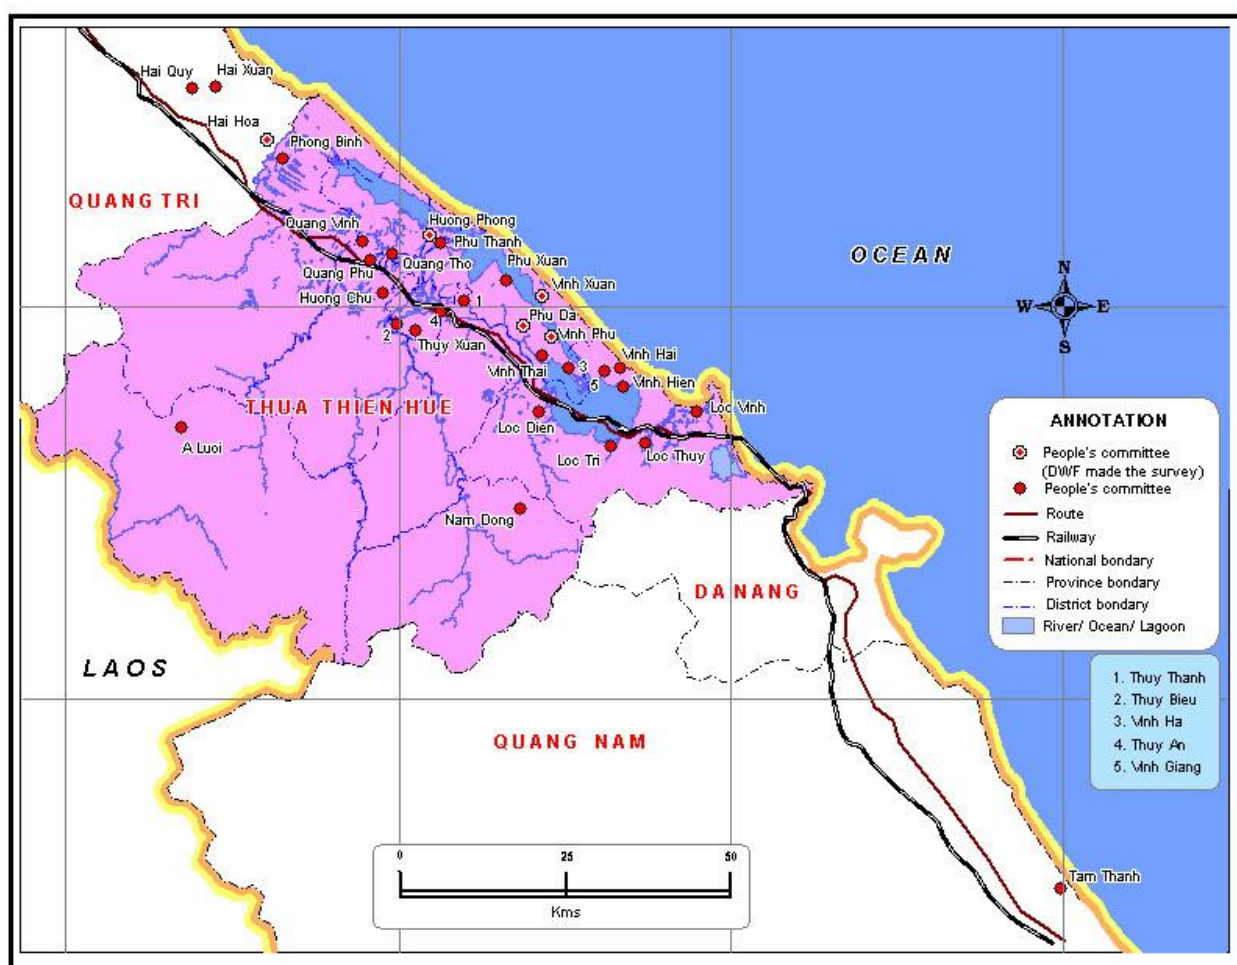 Hai Quy
Hai Xuan
Hai Hoa
Phong Binh
QUANG TRI
Quang Vinh
Huong Phong
Phu Thanh
Quang Tho
Phu Xuan
OCEAN
Quang Phu
Huong Chu
1
Vinh Xuan
N
W
E
S
4
Phu Da
2
Thuy Xuan
Vinh Phu
Vinh Thai
3
Vinh Hai
5
Vinh Hien
THUA THIEN HUE
Loc Vinh
A Luoi
Loc Dien
Loc Tri
Loc Thuy
Nam Dong
ANNOTATION
People's committee
(DWF made the survey)
People's committee
Route
Railway
National bondary
Province bondary
District bondary
River/ Ocean/ Lagoon
DA NANG
LAOS
1. Thuy Thanh
2. Thuy Bieu
3. Vinh Ha
4. Thuy An
5. Vinh Giang
QUANG NAM
0
25
50
Kms
Tam Thanh